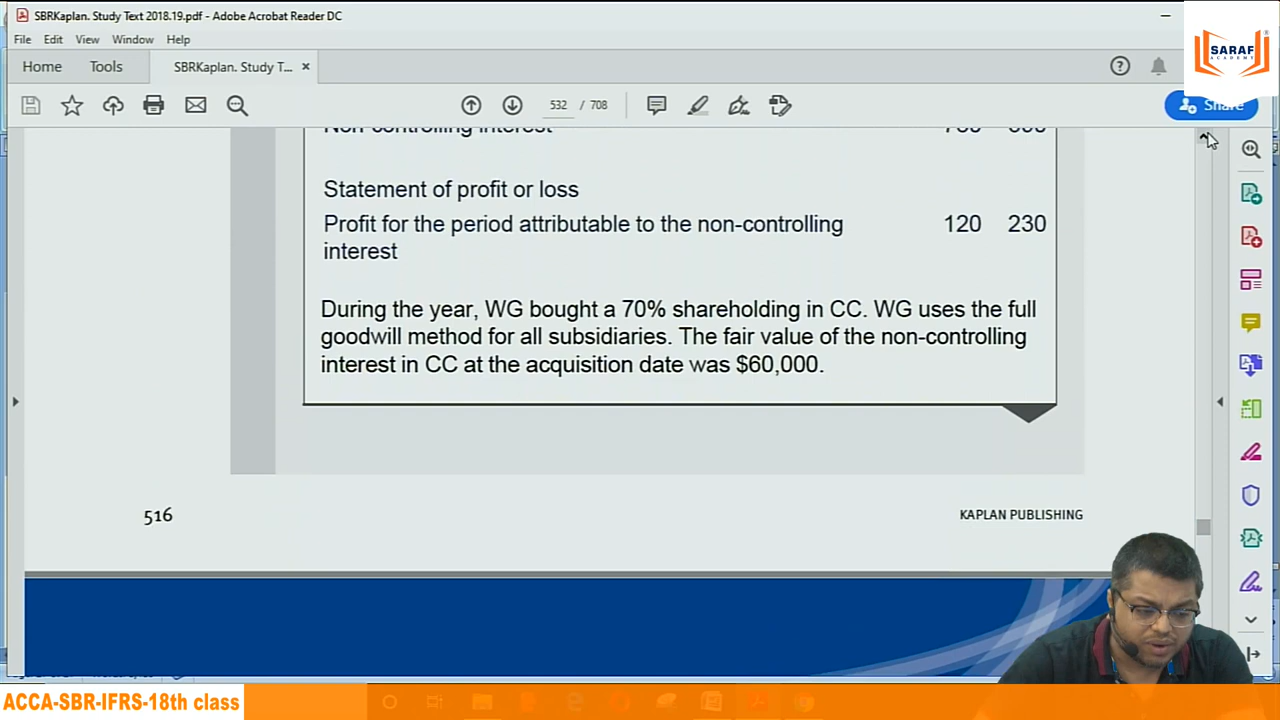 SBRKaplan. Study Text 2018.19.pdf - Adobe Acrobat Reader DC
SARAF
ACADEMY
File Edit View Window Help
Home Tools SBRKaplan. Study T... ×
532 / 708
Share
Non-controlling interest
Statement of profit or loss
Profit for the period attributable to the non-controlling 120 230
interest
During the year, WG bought a 70% shareholding in CC. WG uses the full
goodwill method for all subsidiaries. The fair value of the non-controlling
interest in CC at the acquisition date was $60,000.
516 KAPLAN PUBLISHING
ACCA-SBR-IFRS-18th class